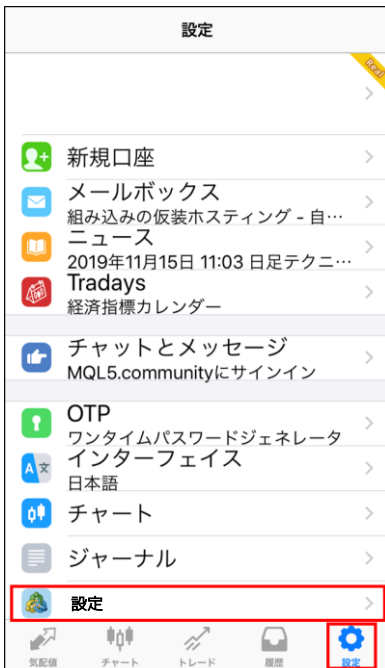 設定
Real
新規口座
メールボックス
組み込みの仮装ホスティング - 自…
ニュース
2019年11月15日 11:03 日足テクニ…
Tradays
経済指標カレンダー
チャットとメッセージ
MQL5.communityにサインイン
OTP
ワンタイムパスワードジェネレータ
インターフェイス
日本語
チャート
ジャーナル
設定
気配値 チャート トレード 履歴 設定